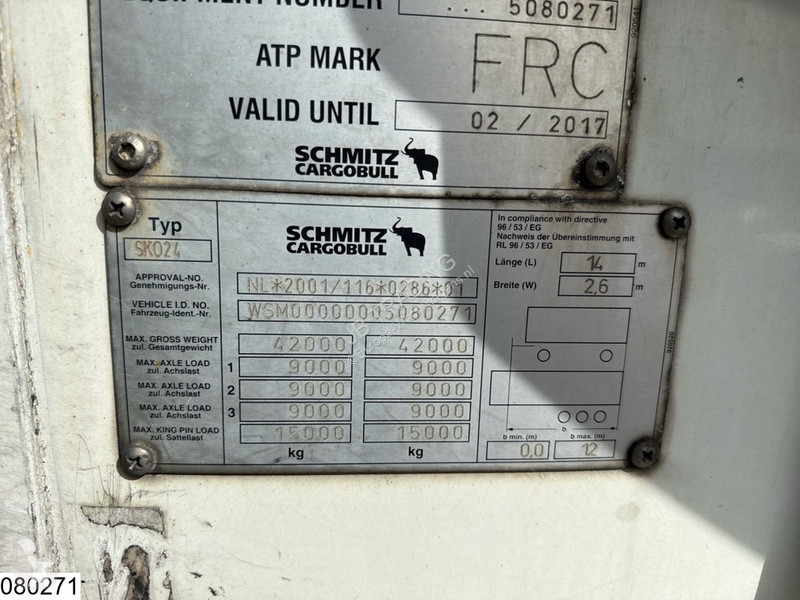 EQUIPMENT NUMBER ... 5080271
ATP MARK FRC
VALID UNTIL 02 / 2017
SCHMITZ
CARGOBULL
Typ
SKO24
SCHMITZ
CARGOBULL
In compliance with directive
96 / 53 / EG
Nachweis der Übereinstimmung mit
RL 96 / 53 / EG
Länge (L) 14 m
Breite (W) 2,6 m
APPROVAL-NO.
Genehmigungs-Nr.
NL*2001/116*0286*01
VEHICLE I.D. NO.
Fahrzeug-Ident.-Nr.
WSM00000005080271
MAX. GROSS WEIGHT
zul. Gesamtgewicht
42000 42000
MAX. AXLE LOAD
zul. Achslast
1 9000 9000
MAX. AXLE LOAD
zul. Achslast
2 9000 9000
MAX. AXLE LOAD
zul. Achslast
3 9000 9000
MAX. KING PIN LOAD
zul. Sattellast
15000 15000
kg kg
b
b min. (m) b max. (m)
0,0 12
080271